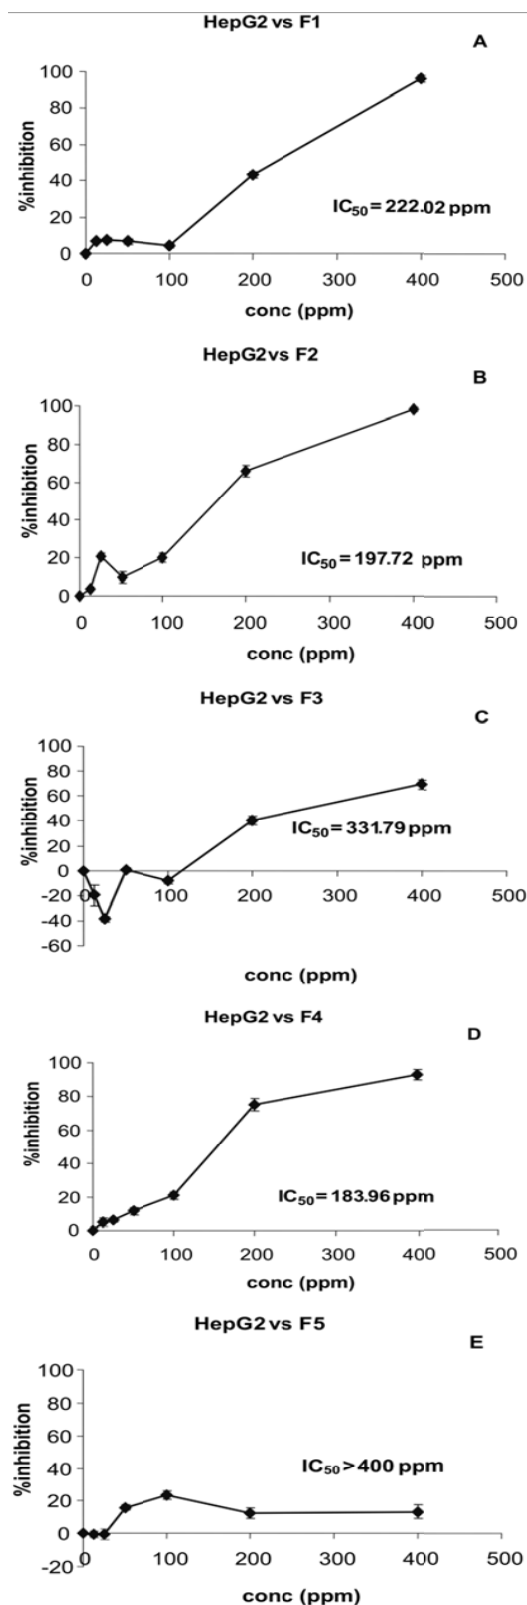 HepG2 vs F1
A
100
80
60
40
20
0
%inhibition
IC50 = 222.02 ppm
0 100 200 300 400 500
conc (ppm)
HepG2vs F2
B
100
80
60
40
20
0
%inhibition
IC50 = 197.72 ppm
0 100 200 300 400 500
conc (ppm)
HepG2 vs F3
C
100
80
60
40
20
0
-20
-40
-60
%inhibition
IC50 = 331.79 ppm
0 100 200 300 400 500
conc (ppm)
HepG2 vs F4
D
100
80
60
40
20
0
%inhibition
IC50 = 183.96 ppm
0 100 200 300 400 500
conc (ppm)
HepG2 vs F5
E
100
80
60
40
20
0
-20
%inhibition
IC50 > 400 ppm
0 100 200 300 400 500
conc (ppm)